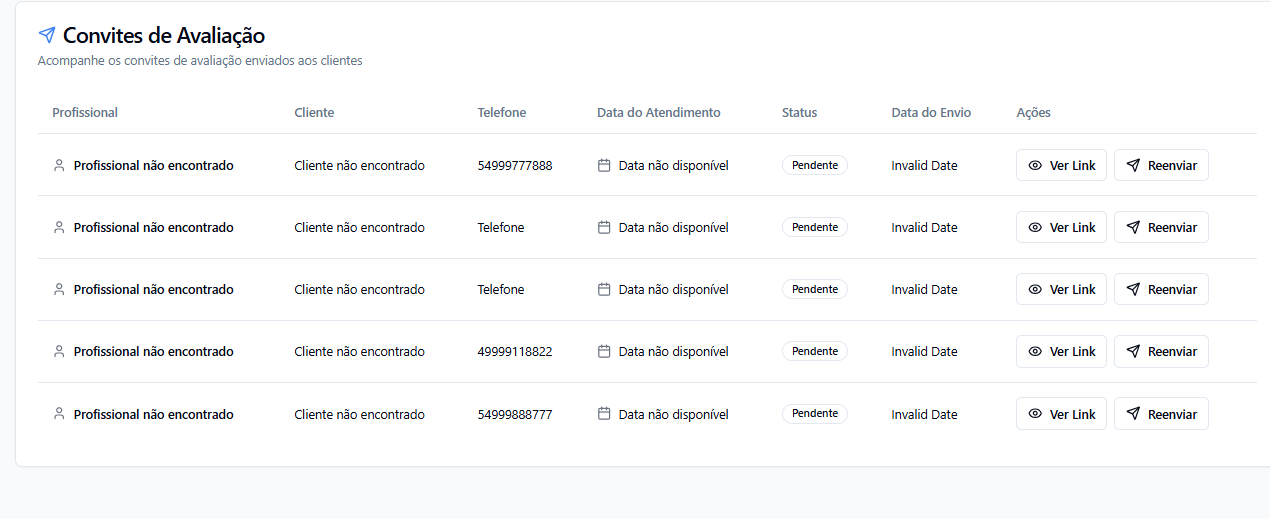 Convites de Avaliação
Acompanhe os convites de avaliação enviados aos clientes
Profissional Cliente Telefone Data do Atendimento Status Data do Envio Ações
Profissional não encontrado Cliente não encontrado 54999777888 Data não disponível Pendente Invalid Date Ver Link Reenviar
Profissional não encontrado Cliente não encontrado Telefone Data não disponível Pendente Invalid Date Ver Link Reenviar
Profissional não encontrado Cliente não encontrado Telefone Data não disponível Pendente Invalid Date Ver Link Reenviar
Profissional não encontrado Cliente não encontrado 49999118822 Data não disponível Pendente Invalid Date Ver Link Reenviar
Profissional não encontrado Cliente não encontrado 54999888777 Data não disponível Pendente Invalid Date Ver Link Reenviar